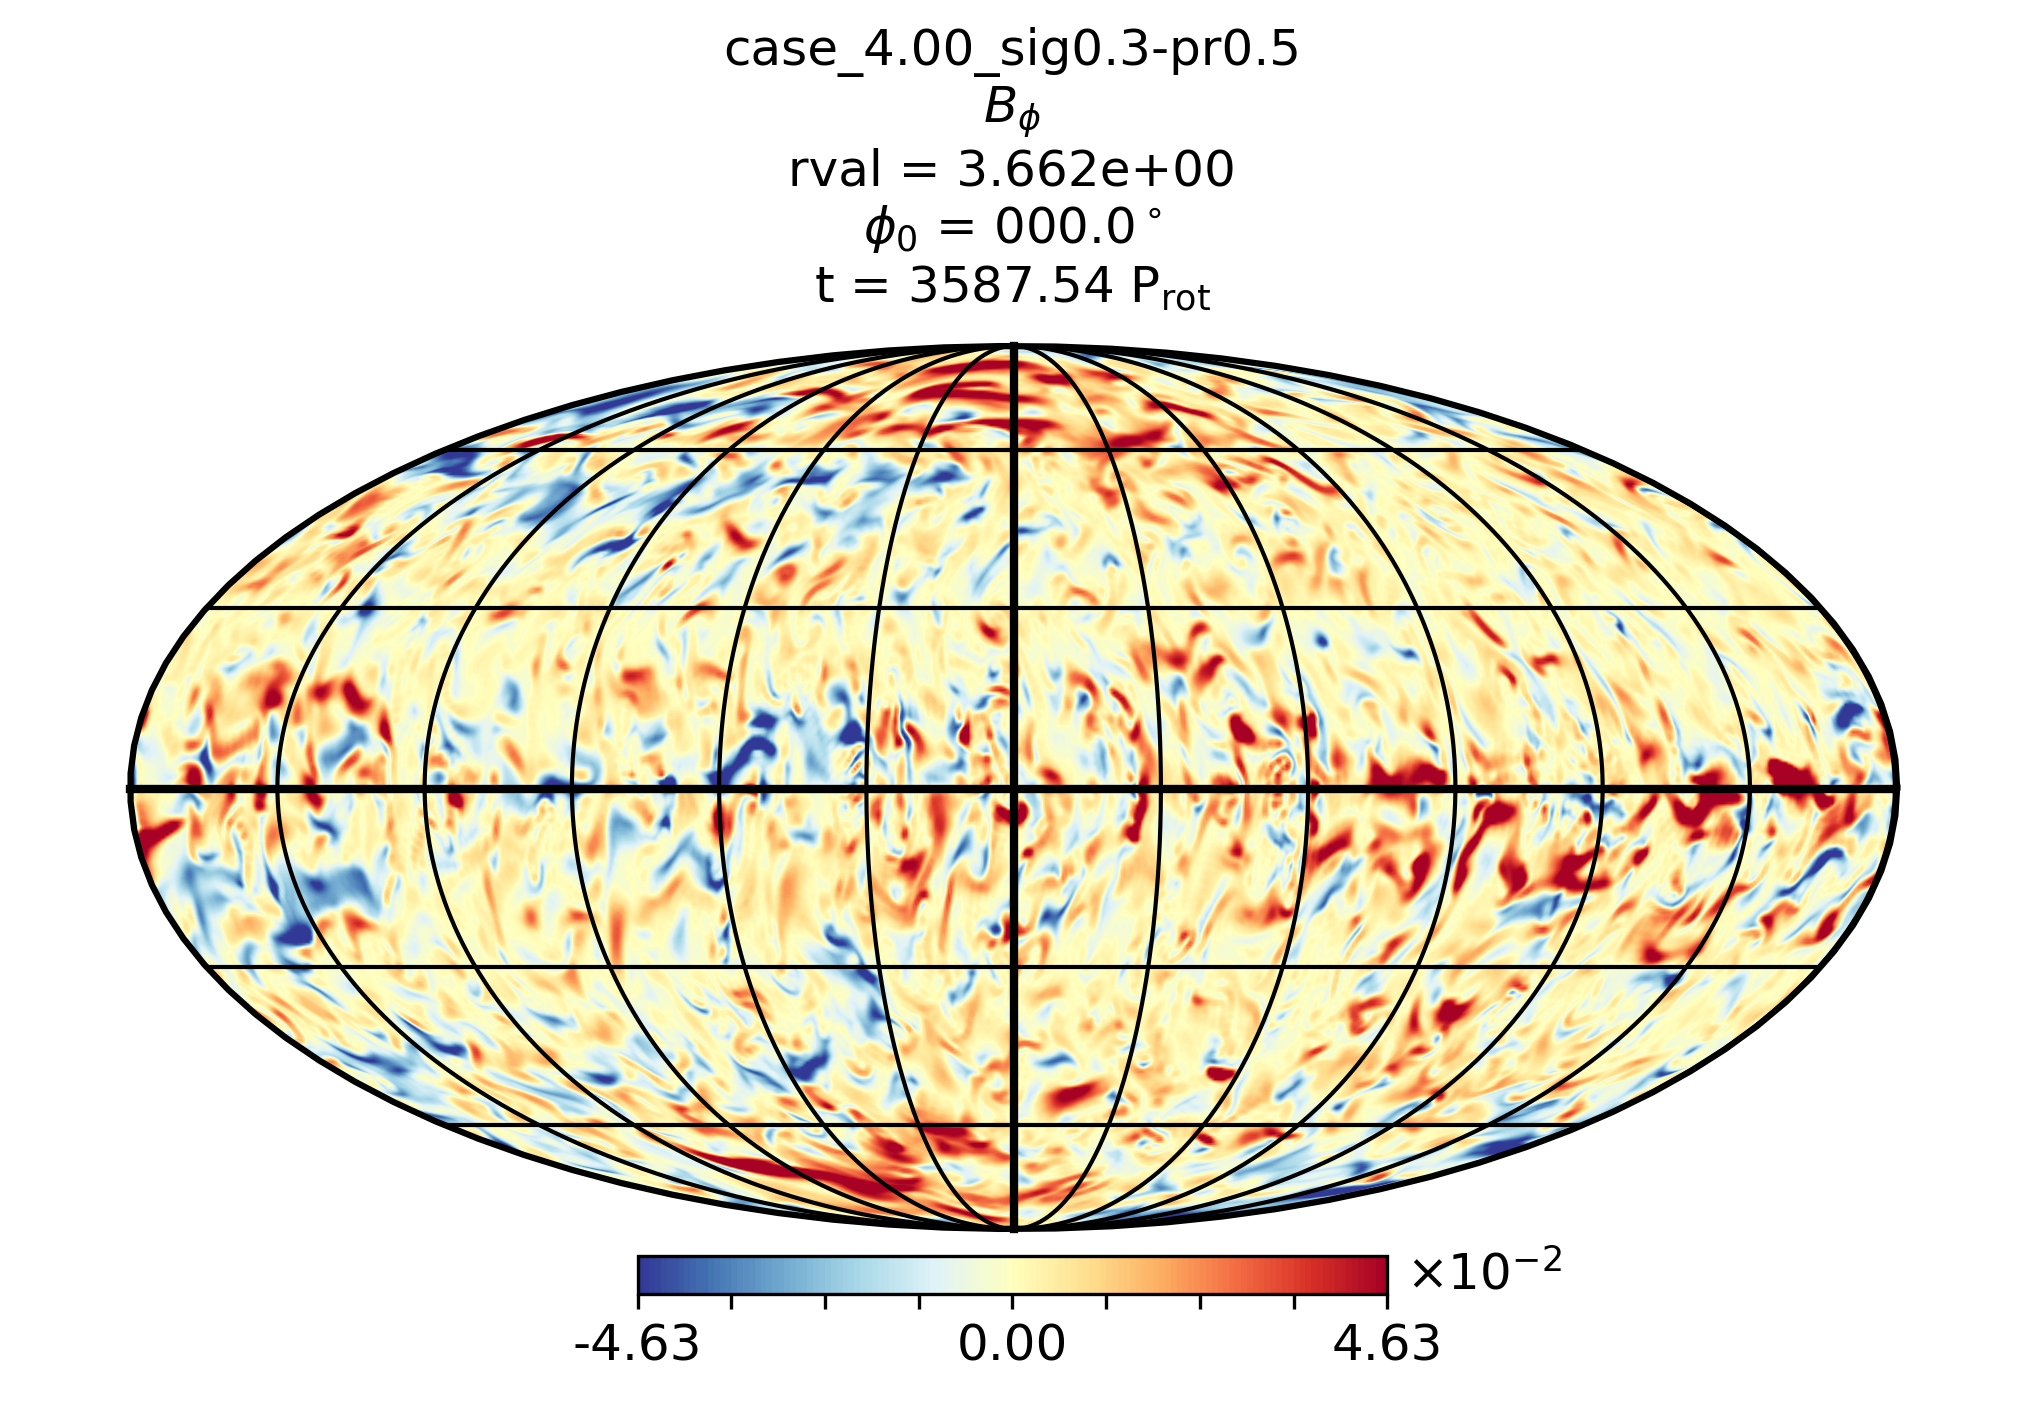 case_4.00_sig0.3-pr0.5
B_ϕ
rval = 3.662e+00
ϕ₀ = 000.0°
t = 3587.54 P_rot
×10⁻²
-4.63 0.00 4.63